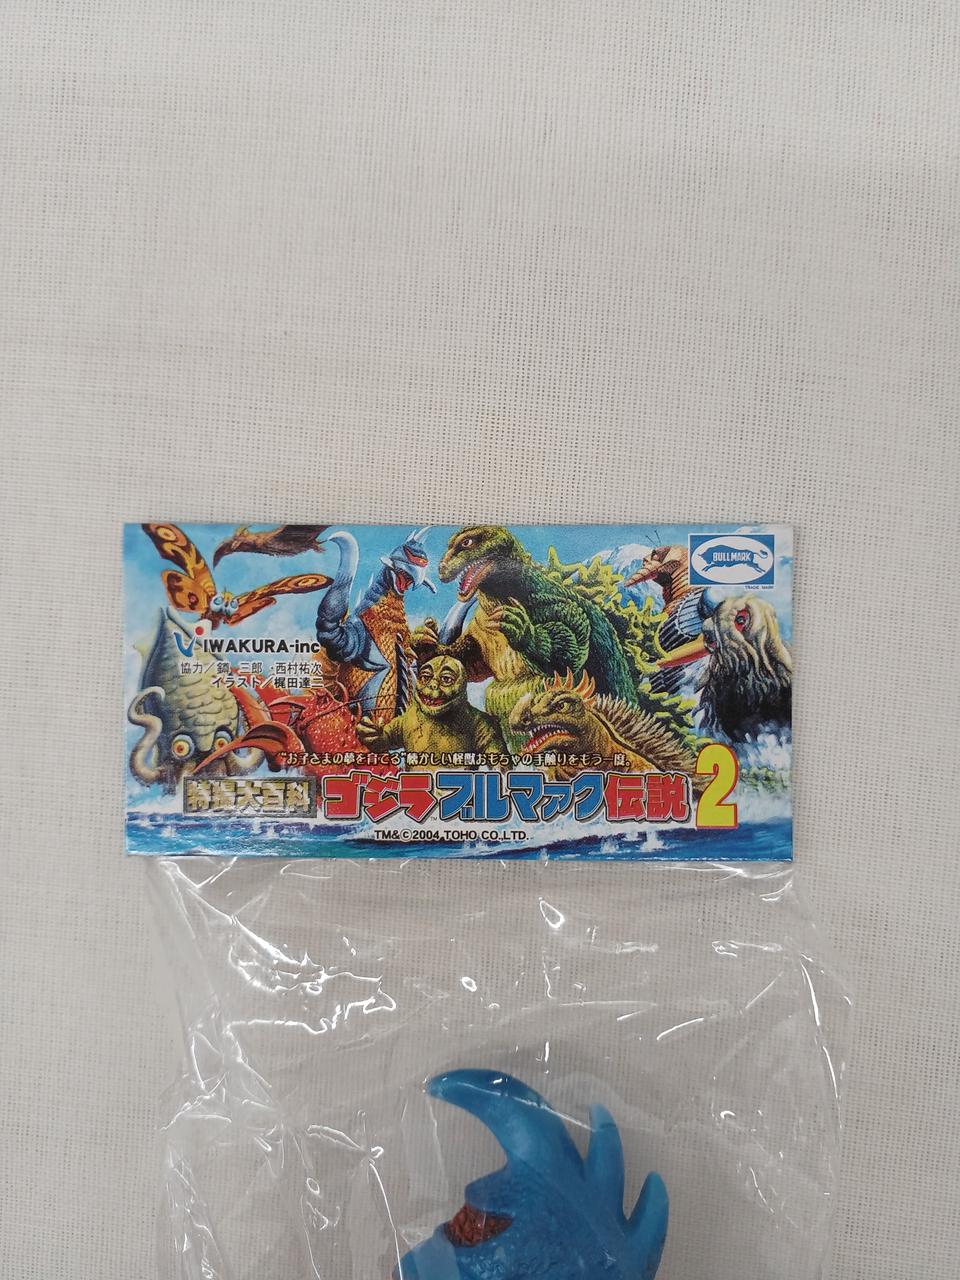 BULLMARK
TRADE MARK
IWAKURA-inc
協力／鐏 三郎・西村祐次
イラスト／梶田達二
"お子さまの夢を育てる"懐かしい怪獣おもちゃの手触りをもう一度。
特撮大百科 ゴジラ ブルマァク伝説 2
TM&©2004 TOHO CO.,LTD.